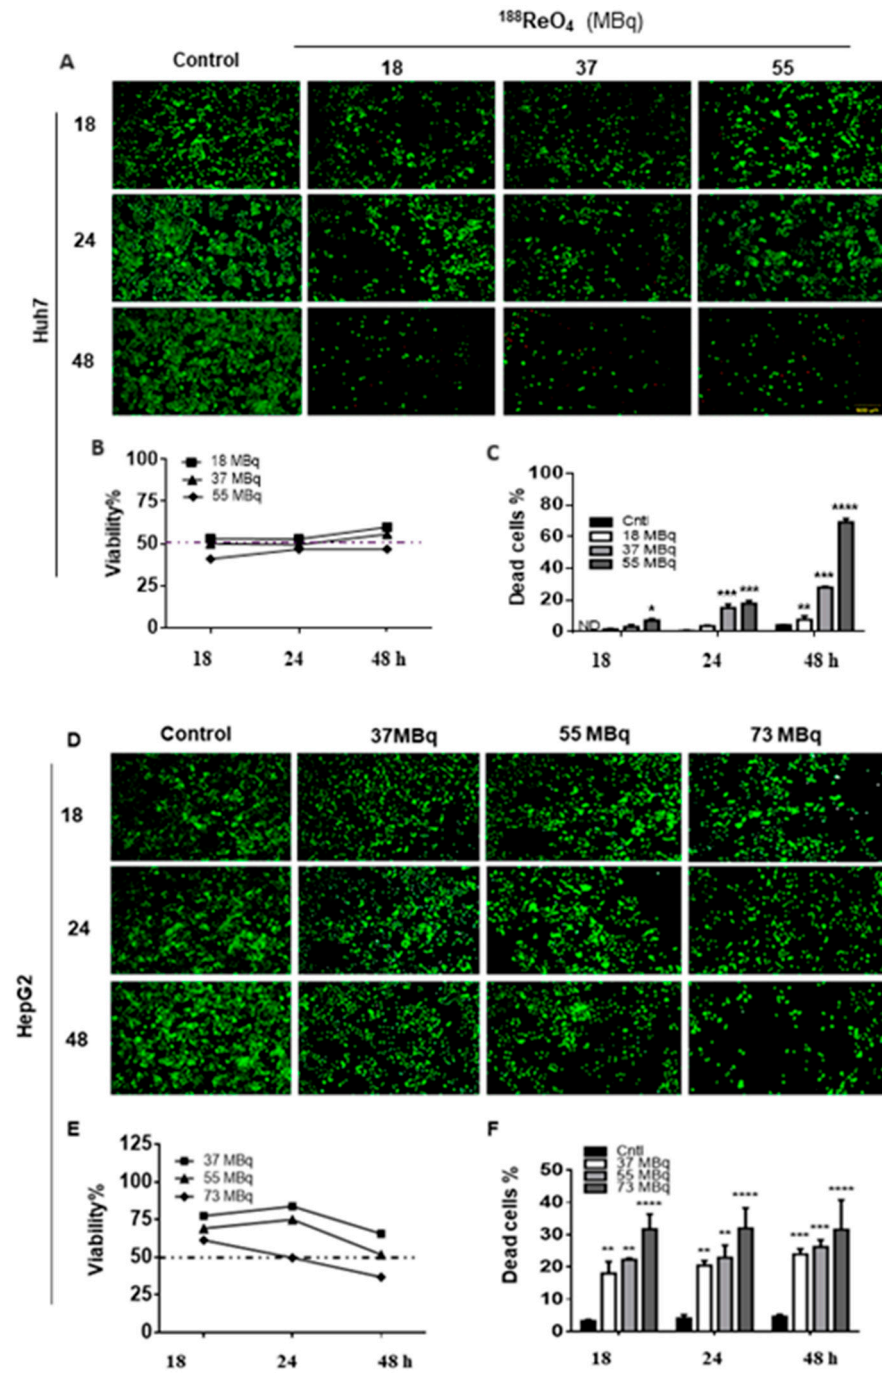 ¹⁸⁸ReO₄ (MBq)
A
Control
18
37
55
18
24
48
Huh7
B
100
75
50
25
0
Viability%
18 MBq
37 MBq
55 MBq
18
24
48 h
C
100
80
60
40
20
0
Dead cells %
Cntl
18 MBq
37 MBq
55 MBq
ND
*
*** ***
** *** ****
18
24
48 h
D
Control
37MBq
55 MBq
73 MBq
18
24
48
HepG2
E
125
100
75
50
25
0
Viability%
37 MBq
55 MBq
73 MBq
18
24
48 h
F
50
40
30
20
10
0
Dead cells %
Cntl
37 MBq
55 MBq
73 MBq
** ** ****
** ** ****
*** *** ****
18
24
48 h